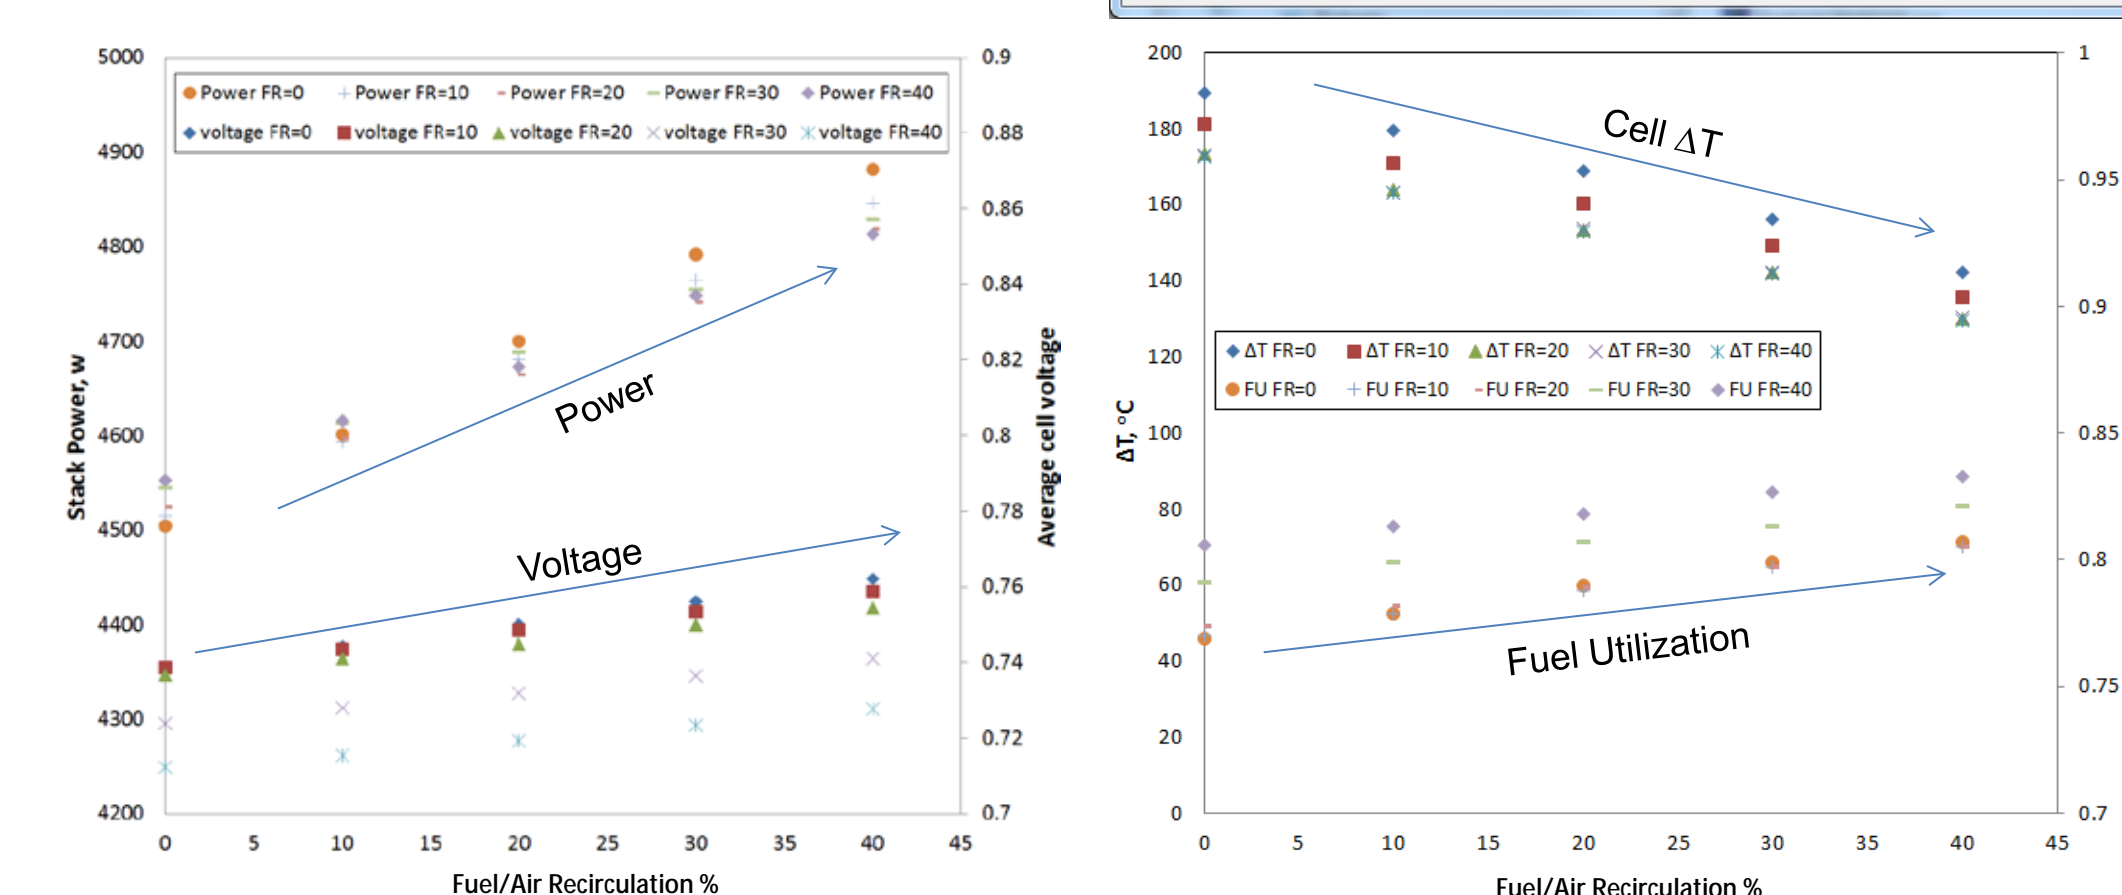 5000
4900
4800
4700
4600
4500
4400
4300
4200
Stack Power, w
Power FR=0 Power FR=10 Power FR=20 Power FR=30 Power FR=40
voltage FR=0 voltage FR=10 voltage FR=20 voltage FR=30 voltage FR=40
Power
Voltage
0.9
0.88
0.86
0.84
0.82
0.8
0.78
0.76
0.74
0.72
0.7
Average cell voltage
0 5 10 15 20 25 30 35 40 45
Fuel/Air Recirculation %
200
180
160
140
120
100
80
60
40
20
0
ΔT, °C
Cell ΔT
ΔT FR=0 ΔT FR=10 ΔT FR=20 ΔT FR=30 ΔT FR=40
FU FR=0 FU FR=10 FU FR=20 FU FR=30 FU FR=40
Fuel Utilization
1
0.95
0.9
0.85
0.8
0.75
0.7
0 5 10 15 20 25 30 35 40 45
Fuel/Air Recirculation %